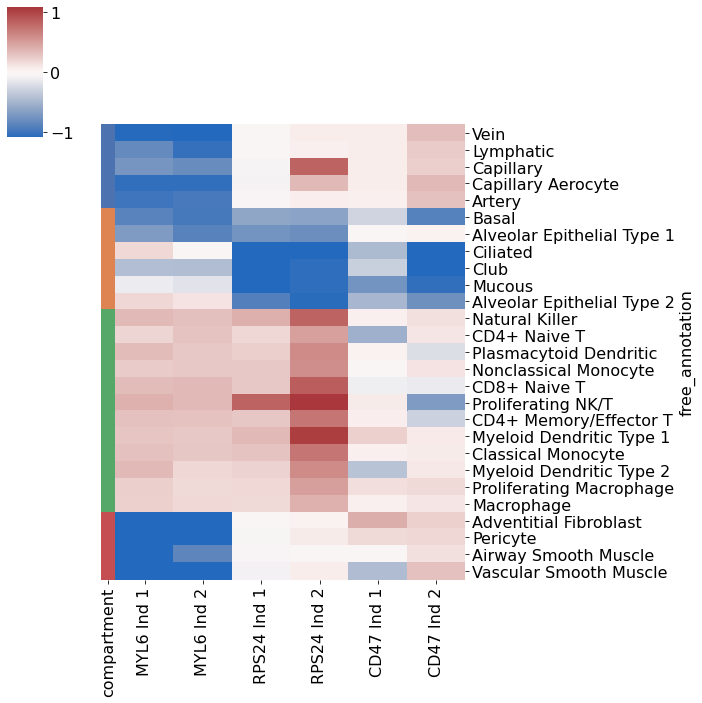 1
0
−1
Vein
Lymphatic
Capillary
Capillary Aerocyte
Artery
Basal
Alveolar Epithelial Type 1
Ciliated
Club
Mucous
Alveolar Epithelial Type 2
Natural Killer
CD4+ Naive T
Plasmacytoid Dendritic
Nonclassical Monocyte
CD8+ Naive T
Proliferating NK/T
CD4+ Memory/Effector T
Myeloid Dendritic Type 1
Classical Monocyte
Myeloid Dendritic Type 2
Proliferating Macrophage
Macrophage
Adventitial Fibroblast
Pericyte
Airway Smooth Muscle
Vascular Smooth Muscle
free_annotation
compartment
MYL6 Ind 1
MYL6 Ind 2
RPS24 Ind 1
RPS24 Ind 2
CD47 Ind 1
CD47 Ind 2